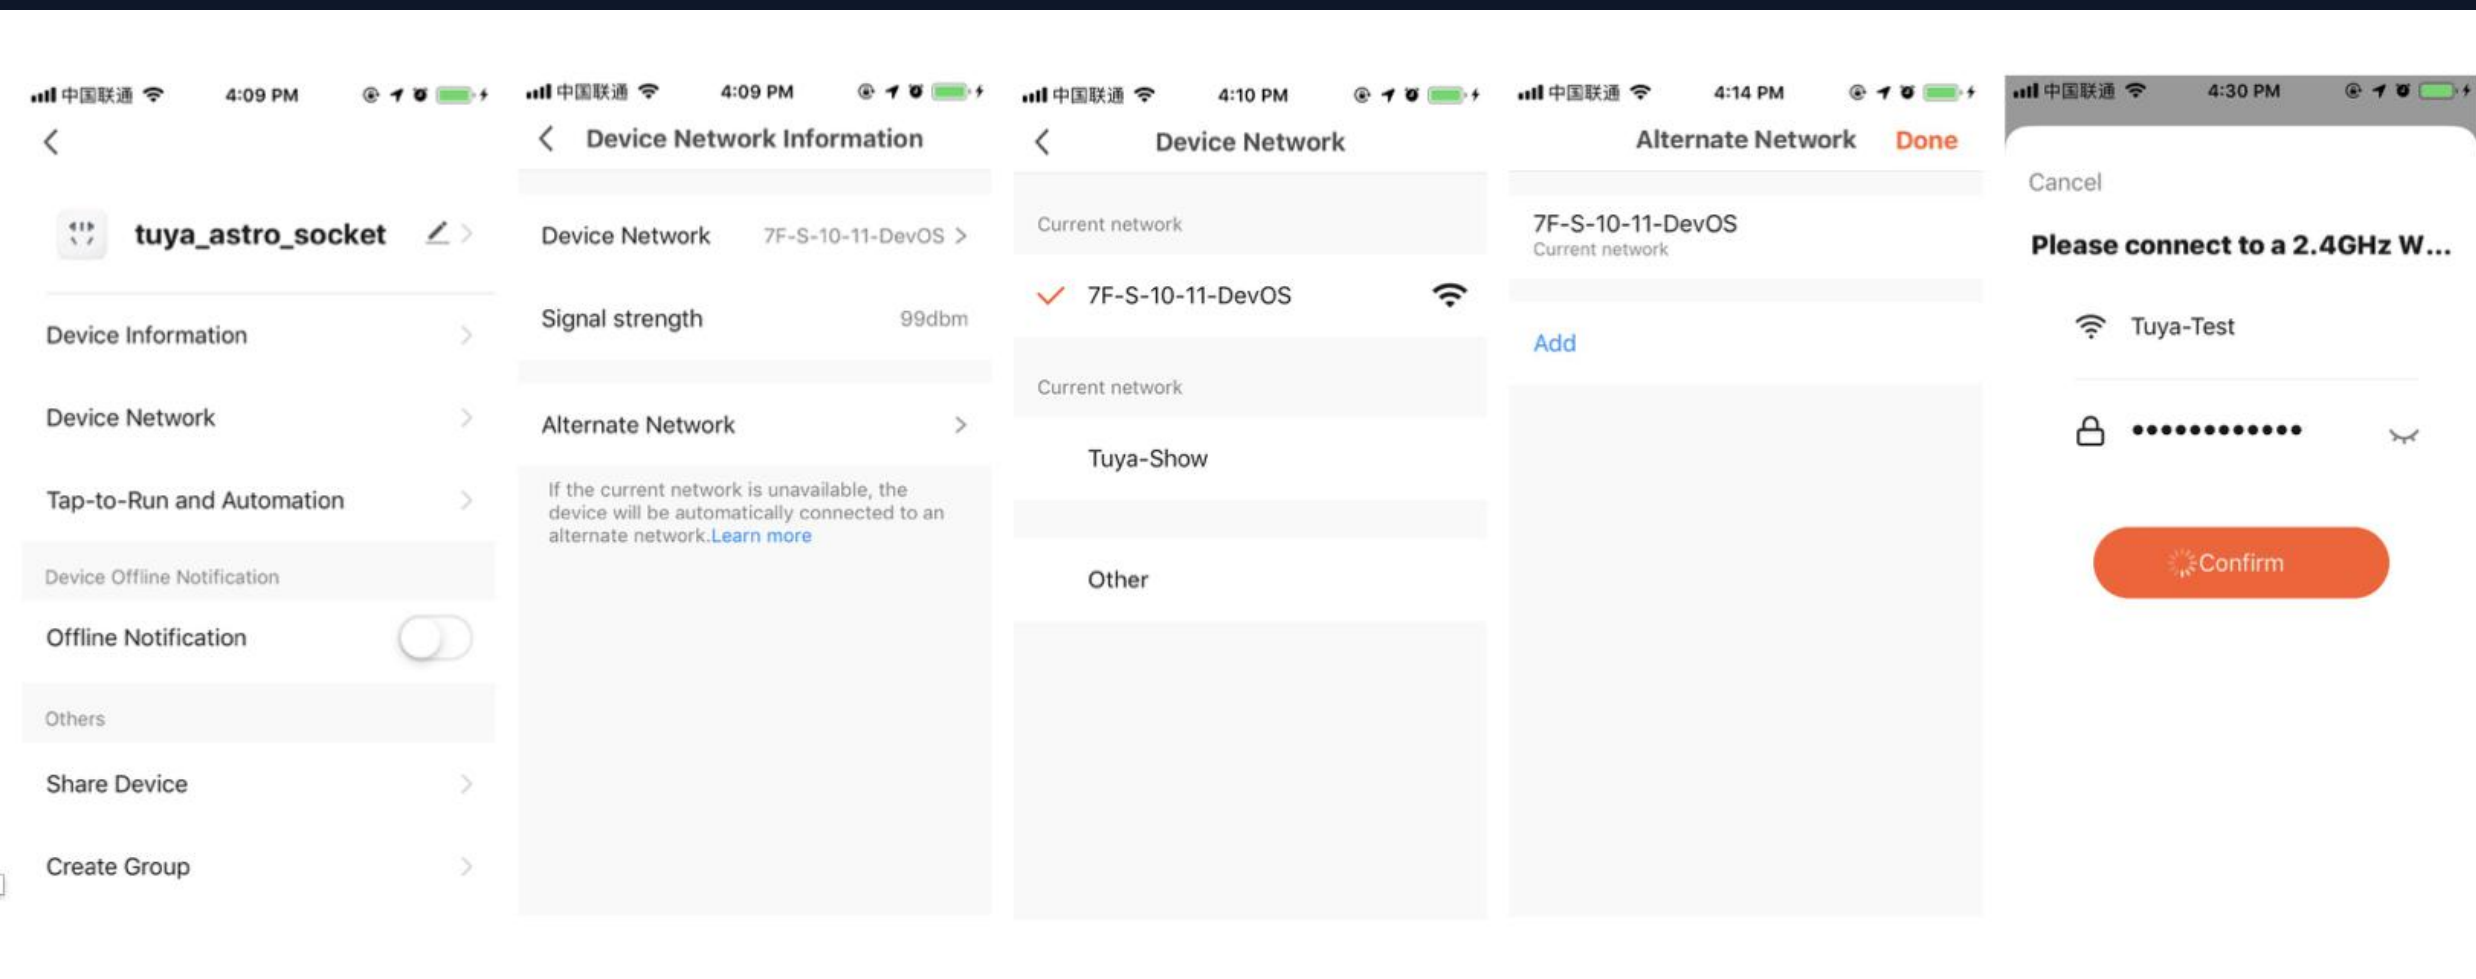 中国联通 4:09 PM
tuya_astro_socket
Device Information
Device Network
Tap-to-Run and Automation
Device Offline Notification
Offline Notification
Others
Share Device
Create Group
中国联通 4:09 PM
Device Network Information
Device Network 7F-S-10-11-DevOS
Signal strength 99dbm
Alternate Network
If the current network is unavailable, the
device will be automatically connected to an
alternate network.Learn more
中国联通 4:10 PM
Device Network
Current network
7F-S-10-11-DevOS
Current network
Tuya-Show
Other
中国联通 4:14 PM
Alternate Network Done
7F-S-10-11-DevOS
Current network
Add
中国联通 4:30 PM
Cancel
Please connect to a 2.4GHz W...
Tuya-Test
••••••••••••
Confirm